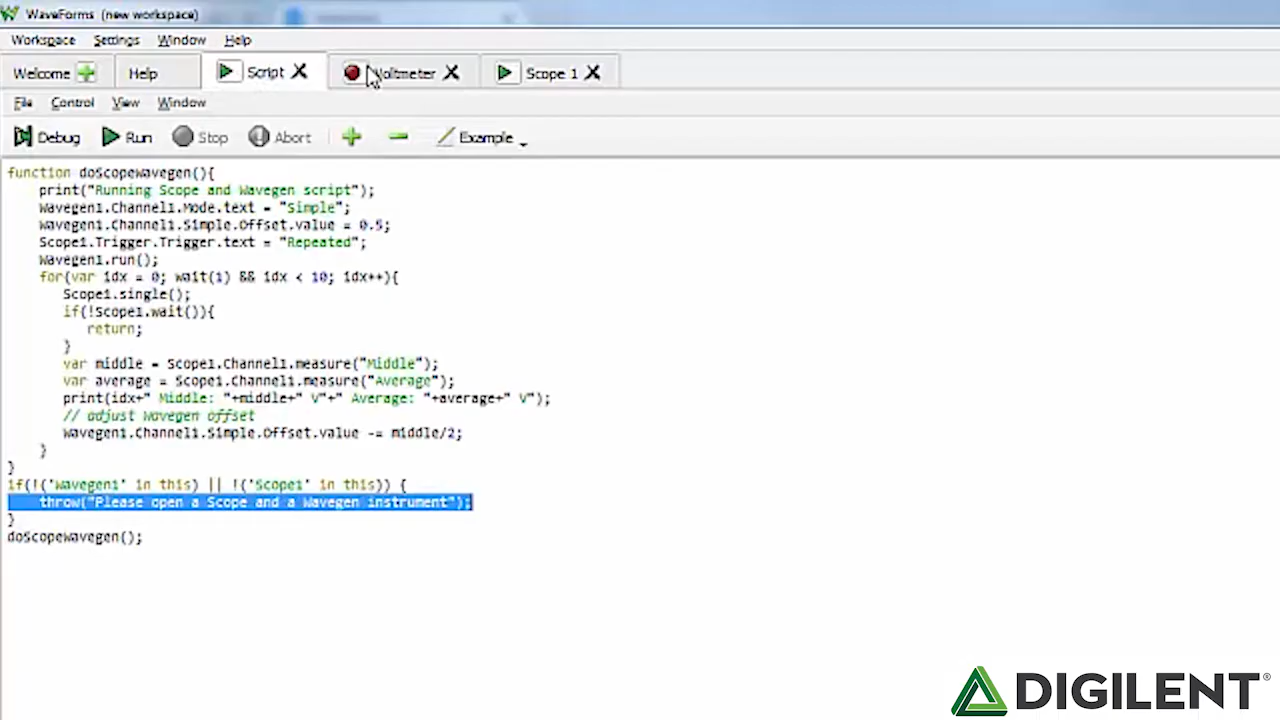 WaveForms (new workspace)
Workspace Settings Window Help
Welcome Help Script Voltmeter Scope 1
File Control View Window
Debug Run Stop Abort Example
function doScopeWavegen(){
print("Running Scope and Wavegen script");
Wavegen1.Channel1.Mode.text = "Simple";
Wavegen1.Channel1.Simple.Offset.value = 0.5;
Scope1.Trigger.Trigger.text = "Repeated";
Wavegen1.run();
for(var idx = 0; wait(1) && idx < 10; idx++){
Scope1.single();
if(!Scope1.wait()){
return;
}
var middle = Scope1.Channel1.measure("Middle");
var average = Scope1.Channel1.measure("Average");
print(idx+" Middle: "+middle+" V"+" Average: "+average+" V");
// adjust Wavegen offset
Wavegen1.Channel1.Simple.Offset.value -= middle/2;
}
}
if(!('Wavegen1' in this) || !('Scope1' in this)) {
throw("Please open a Scope and a Wavegen instrument");
}
doScopeWavegen();
DIGILENT®